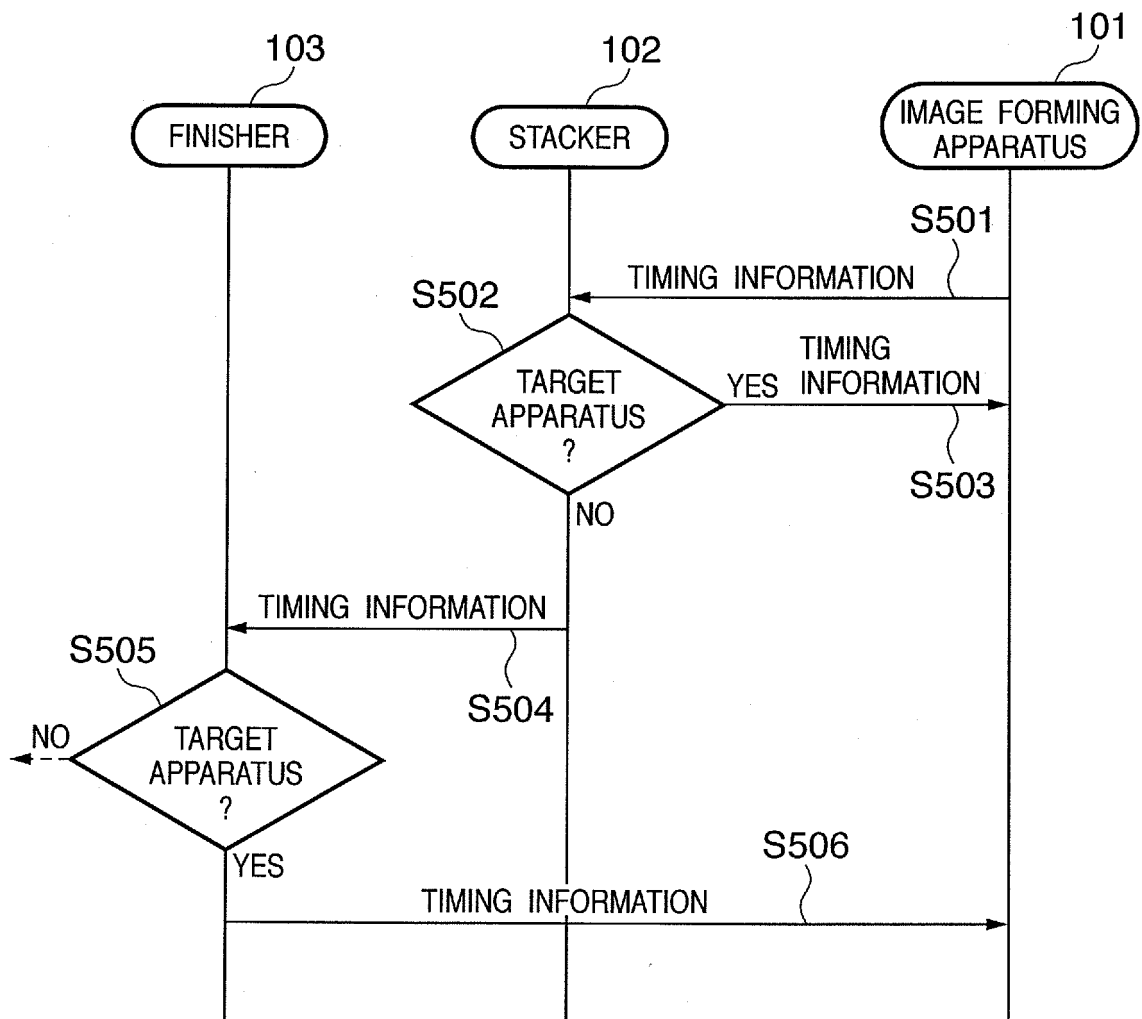 103
102
101
FINISHER
STACKER
IMAGE FORMING
APPARATUS
S501
TIMING INFORMATION
S502
TARGET
APPARATUS
?
YES
TIMING
INFORMATION
S503
NO
TIMING INFORMATION
S504
S505
TARGET
APPARATUS
?
NO
YES
S506
TIMING INFORMATION